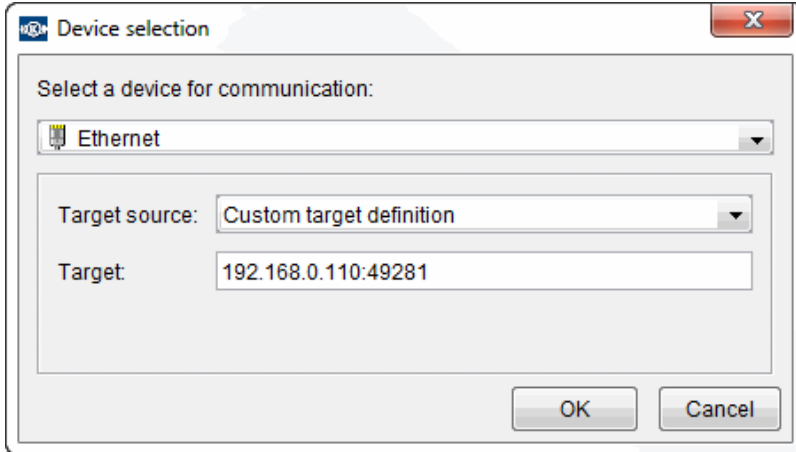 Device selection
Select a device for communication:
Ethernet
Target source: Custom target definition
Target: 192.168.0.110:49281
OK Cancel